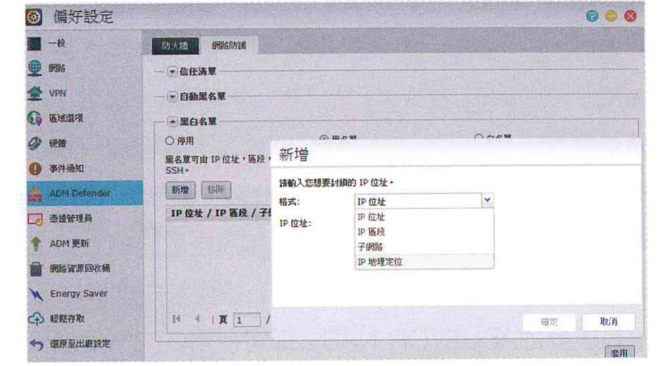 偏好設定
一般
網路
VPN
區域選項
硬體
事件通知
ADM Defender
憑證管理員
ADM 更新
網路資源回收桶
Energy Saver
輕鬆存取
還原至出廠設定
防火牆
網路防護
信任清單
自動黑名單
黑白名單
停用
黑名單
白名單
黑名單可由 IP 位址，區段，
SSH。
新增
移除
IP 位址 / IP 區段 / 子
頁 1 /
新增
請輸入您想要封鎖的 IP 位址。
格式:
IP 位址
IP 位址:
IP 位址
IP 區段
子網路
IP 地理定位
確定
取消
套用